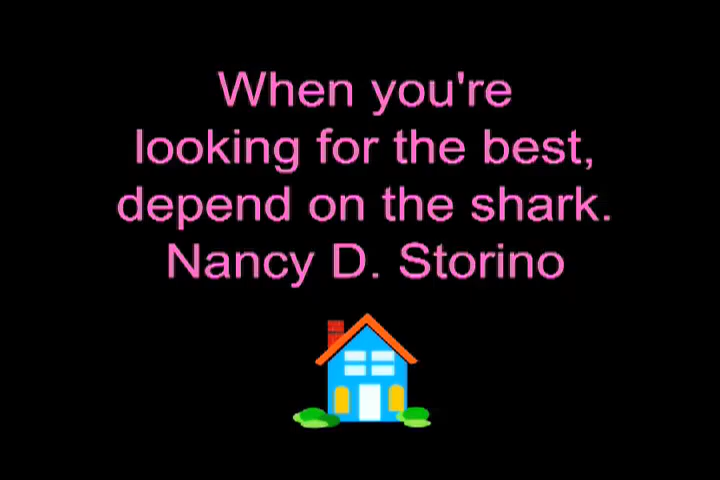 When you're
looking for the best,
depend on the shark.
Nancy D. Storino